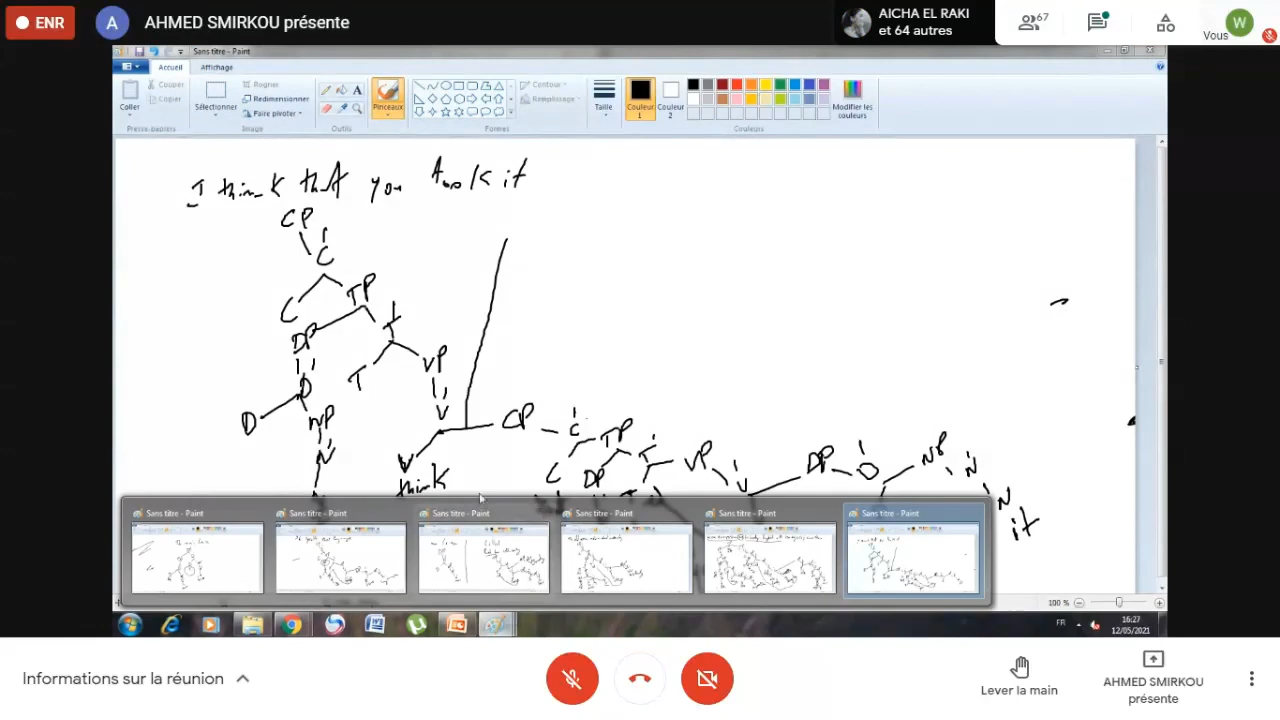 ENR
A
AHMED SMIRKOU présente
AICHA EL RAKI
et 64 autres
67
Vous
W
Sans titre - Paint
Accueil
Affichage
Coller
Couper
Copier
Presse-papiers
Sélectionner
Rogner
Redimensionner
Faire pivoter
Image
A
Outils
Pinceaux
Contour
Remplissage
Formes
Taille
Couleur 1
Couleur 2
Couleurs
Modifier les couleurs
I think that you took it
CP
C'
C TP
DP T'
T VP
D' V'
D NP
N'
V CP C' TP T' VP V' DP D' NP N' N
think
C DP
it
Sans titre - Paint
Sans titre - Paint
Sans titre - Paint
Sans titre - Paint
Sans titre - Paint
Sans titre - Paint
100 %
FR
16:27
12/05/2021
Informations sur la réunion
Lever la main
AHMED SMIRKOU
présente